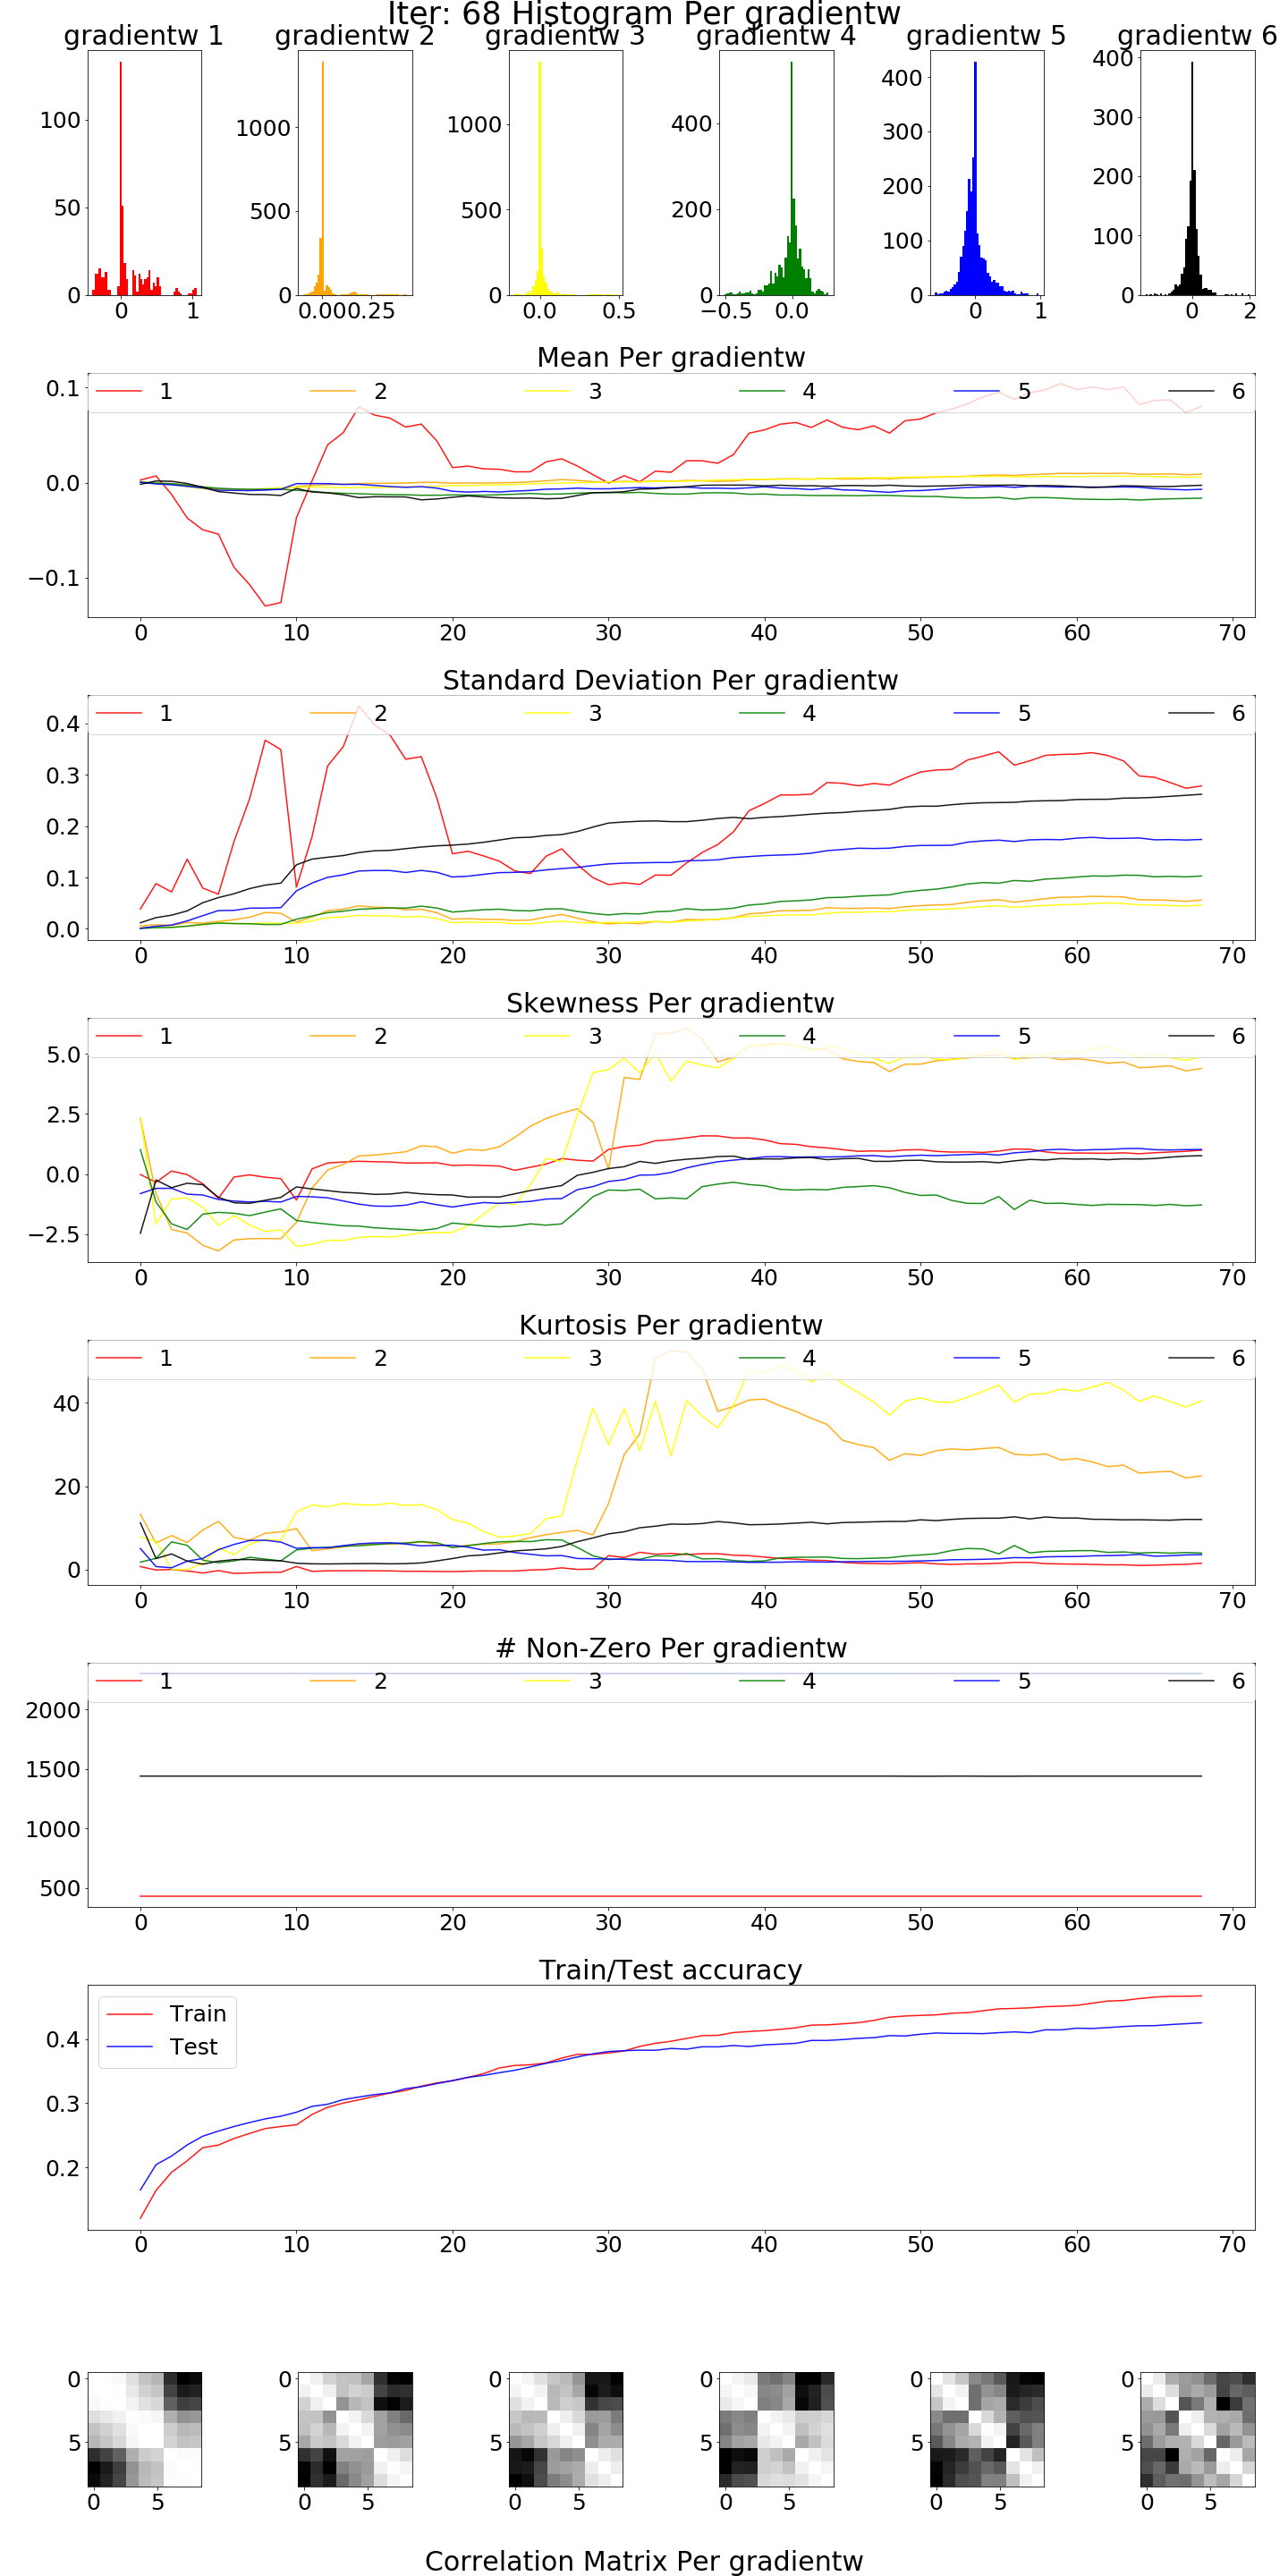 Iter: 68 Histogram Per gradientw
gradientw 1 gradientw 2 gradientw 3 gradientw 4 gradientw 5 gradientw 6
100 50 0 0 1
1000 500 0 0.00 0.25
1000 500 0 0.0 0.5
400 200 0 −0.5 0.0
400 300 200 100 0 0 1
400 300 200 100 0 0 2
Mean Per gradientw
1 2 3 4 5 6
0.1
0.0
−0.1
0 10 20 30 40 50 60 70
Standard Deviation Per gradientw
1 2 3 4 5 6
0.4
0.3
0.2
0.1
0.0
0 10 20 30 40 50 60 70
Skewness Per gradientw
1 2 3 4 5 6
5.0
2.5
0.0
−2.5
0 10 20 30 40 50 60 70
Kurtosis Per gradientw
1 2 3 4 5 6
40
20
0
0 10 20 30 40 50 60 70
# Non-Zero Per gradientw
1 2 3 4 5 6
2000
1500
1000
500
0 10 20 30 40 50 60 70
Train/Test accuracy
Train
Test
0.4
0.3
0.2
0 10 20 30 40 50 60 70
0 0 0 0 0 0
5 5 5 5 5 5
0 5 0 5 0 5 0 5 0 5 0 5
Correlation Matrix Per gradientw